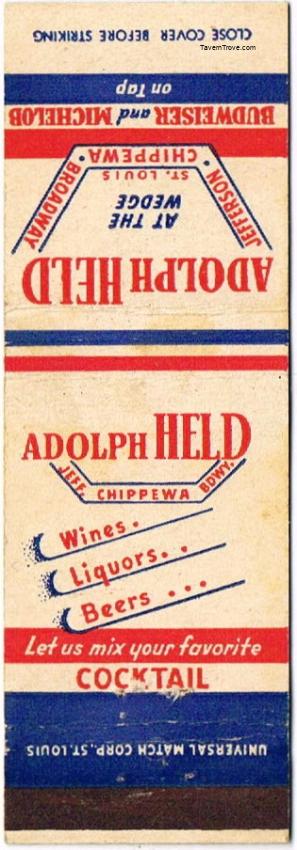 CLOSE COVER BEFORE STRIKING
TavernTrove.com
BUDWEISER and MICHELOB
on Tap
ADOLPH HELD
AT THE
WEDGE
JEFFERSON • CHIPPEWA • BROADWAY
ST. LOUIS
ADOLPH HELD
JEFF. CHIPPEWA BDWY.
Wines.
Liquors..
Beers ...
Let us mix your favorite
COCKTAIL
UNIVERSAL MATCH CORP., ST. LOUIS